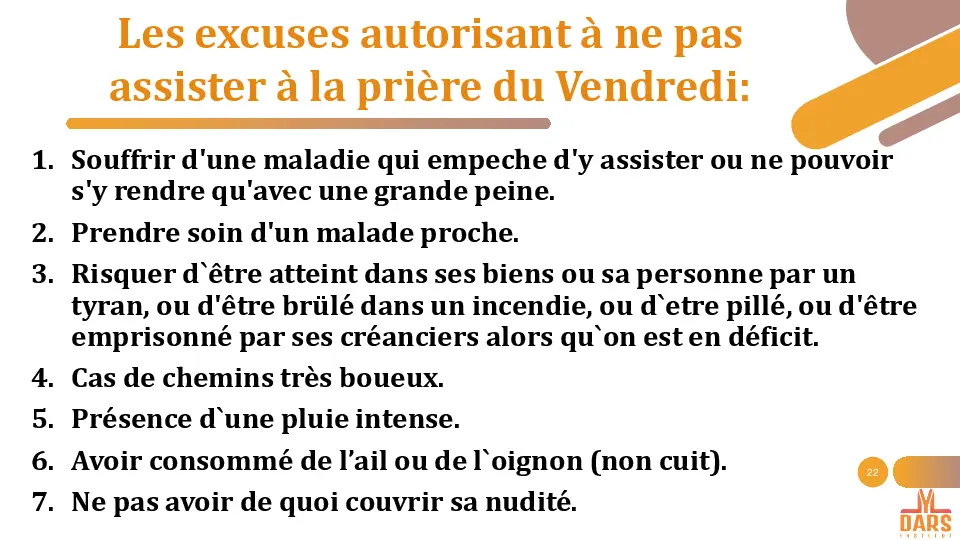 Les excuses autorisant à ne pas
assister à la prière du Vendredi:
1. Souffrir d'une maladie qui empeche d'y assister ou ne pouvoir
s'y rendre qu'avec une grande peine.
2. Prendre soin d'un malade proche.
3. Risquer d`être atteint dans ses biens ou sa personne par un
tyran, ou d'être brülé dans un incendie, ou d`etre pillé, ou d'être
emprisonné par ses créanciers alors qu`on est en déficit.
4. Cas de chemins très boueux.
5. Présence d`une pluie intense.
6. Avoir consommé de l’ail ou de l`oignon (non cuit).
22
7. Ne pas avoir de quoi couvrir sa nudité.
DARS
INSTITUT